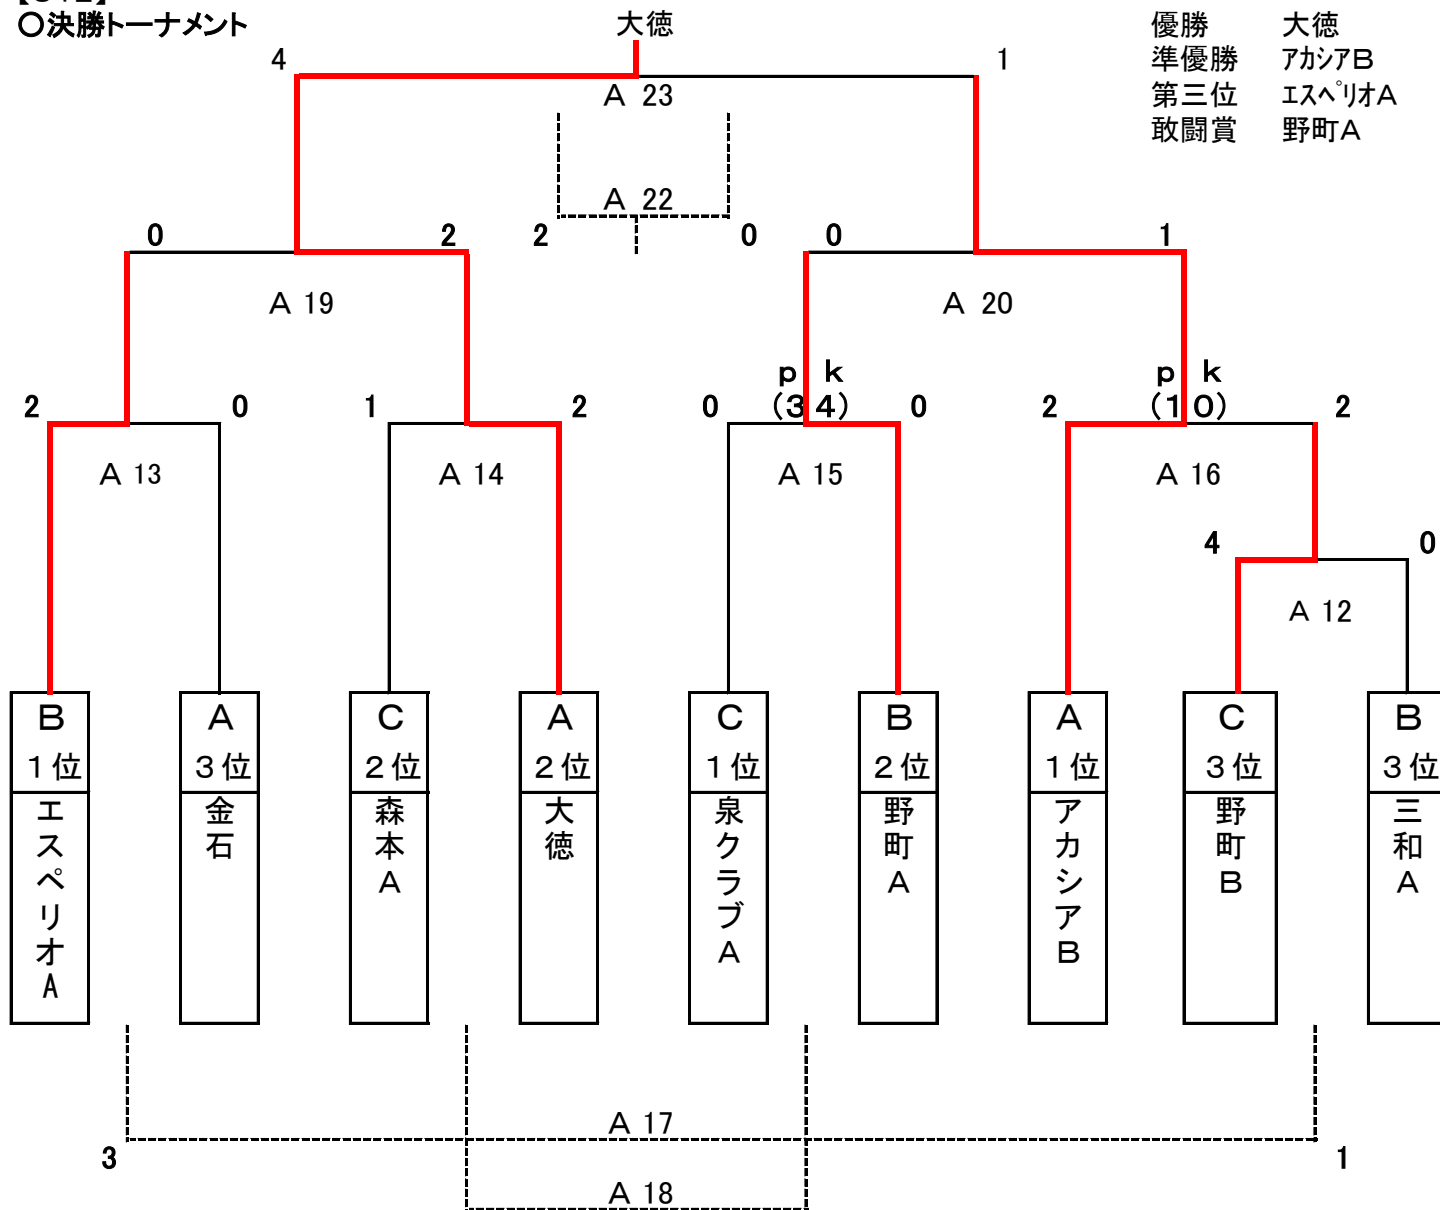 〇決勝トーナメント
大徳
優勝 大徳
準優勝 ｱｶｼｱB
第三位 ｴｽﾍﾟﾘｵA
敢闘賞 野町A
4 1
A 23
A 22
0 2 2 0 0 1
A 19 A 20
pk pk
2 0 1 2 0 (34) 0 2 (10) 2
A 13 A 14 A 15 A 16
4 0
A 12
B A C A C B A C B
1位 3位 2位 2位 1位 2位 1位 3位 3位
エスペリオA
金石
森本A
大徳
泉クラブA
野町A
アカシアB
野町B
三和A
A 17
3 1
A 18